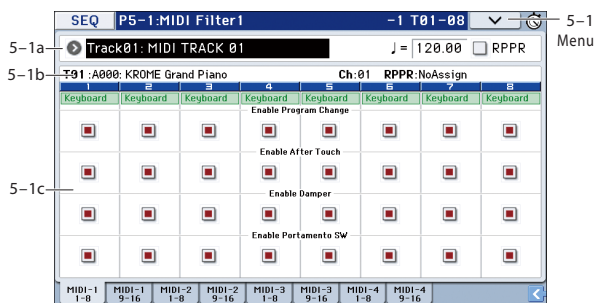 SEQ P5-1:MIDI Filter1 -1 T01-08 5-1
Menu
5-1a Track01: MIDI TRACK 01 ♩= 120.00 RPPR
5-1b T01 :A000: KROME Grand Piano Ch:01 RPPR:NoAssign
1 2 3 4 5 6 7 8
Keyboard Keyboard Keyboard Keyboard Keyboard Keyboard Keyboard Keyboard
Enable Program Change
Enable After Touch
5-1c
Enable Damper
Enable Portamento SW
MIDI-1 MIDI-1 MIDI-2 MIDI-2 MIDI-3 MIDI-3 MIDI-4 MIDI-4
1-8 9-16 1-8 9-16 1-8 9-16 1-8 9-16